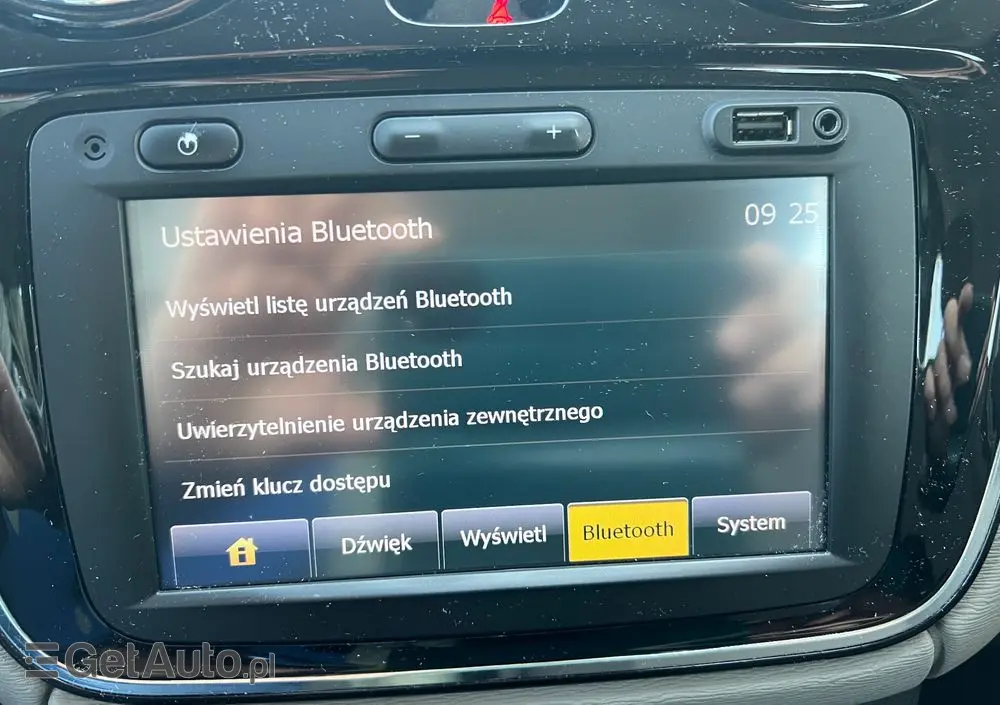 − +
Ustawienia Bluetooth 09 25
Wyświetl listę urządzeń Bluetooth
Szukaj urządzenia Bluetooth
Uwierzytelnienie urządzenia zewnętrznego
Zmień klucz dostępu
Dźwięk Wyświetl Bluetooth System
GetAuto.pl